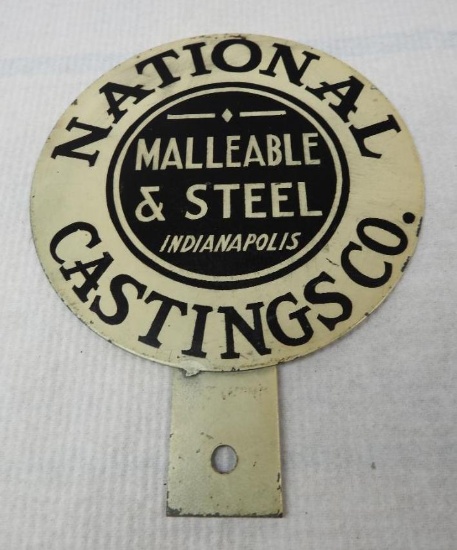 NATIONAL
MALLEABLE
& STEEL
INDIANAPOLIS
CASTINGS CO.